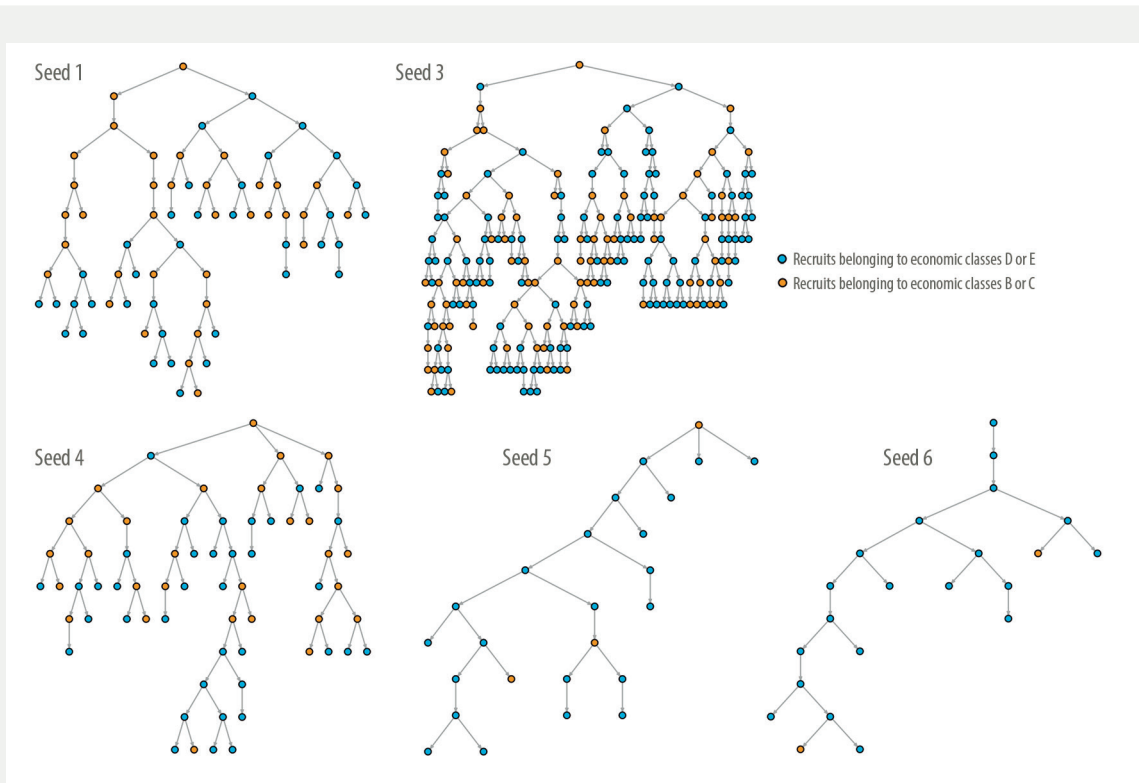 Seed 1
Seed 3
Recruits belonging to economic classes D or E
Recruits belonging to economic classes B or C
Seed 4
Seed 5
Seed 6